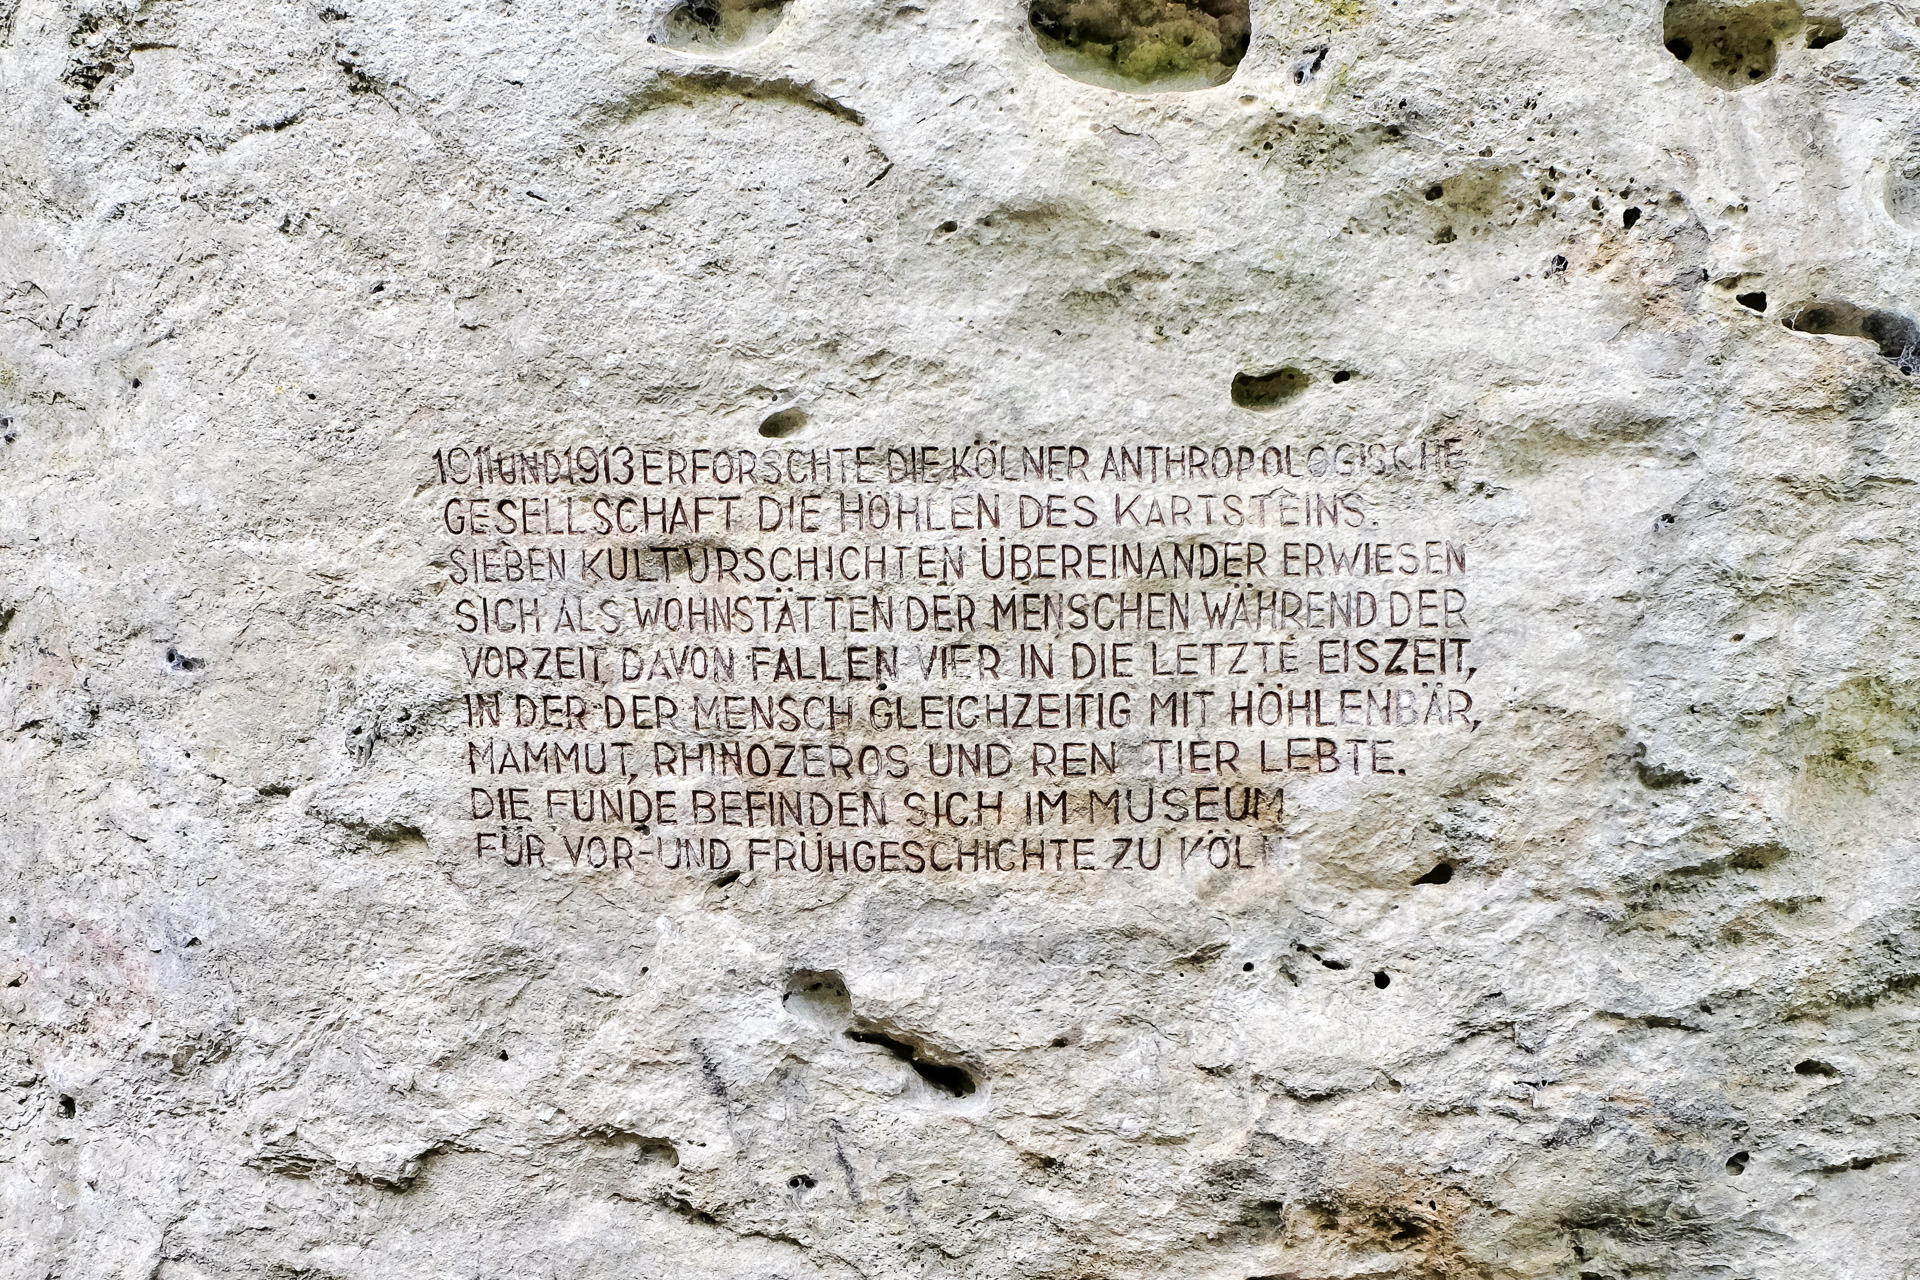 1911 UND 1913 ERFORSCHTE DIE KÖLNER ANTHROPOLOGISCHE
GESELLSCHAFT DIE HÖHLEN DES KARTSTEINS.
SIEBEN KULTURSCHICHTEN ÜBEREINANDER ERWIESEN
SICH ALS WOHNSTÄTTEN DER MENSCHEN WÄHREND DER
VORZEIT, DAVON FALLEN VIER IN DIE LETZTE EISZEIT,
IN DER DER MENSCH GLEICHZEITIG MIT HÖHLENBÄR,
MAMMUT, RHINOZEROS UND REN TIER LEBTE.
DIE FUNDE BEFINDEN SICH IM MUSEUM
FÜR VOR-UND FRÜHGESCHICHTE ZU KÖLN